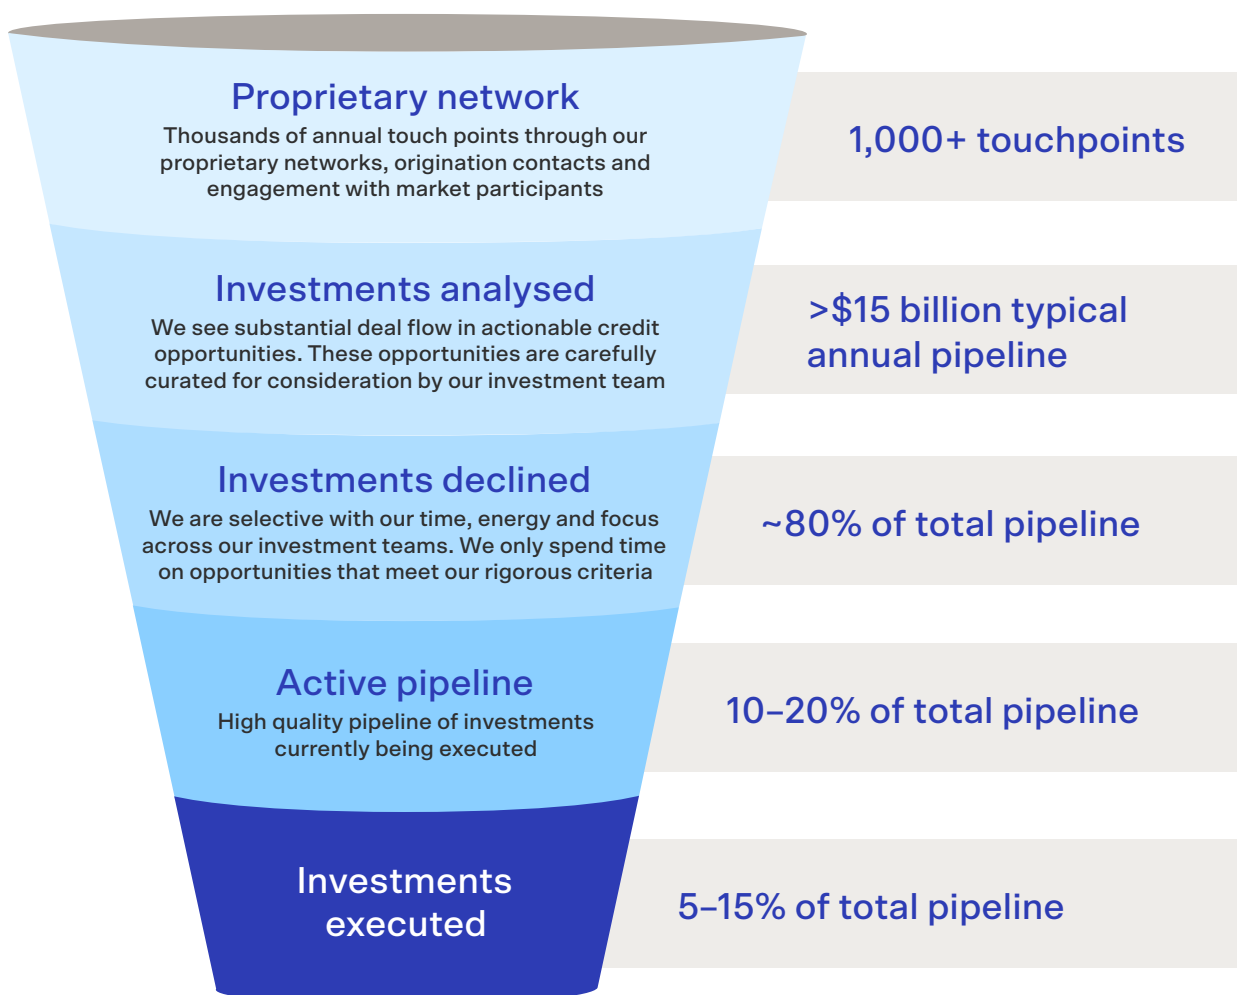 Proprietary network
Thousands of annual touch points through our
proprietary networks, origination contacts and
engagement with market participants
1,000+ touchpoints
Investments analysed
We see substantial deal flow in actionable credit
opportunities. These opportunities are carefully
curated for consideration by our investment team
>$15 billion typical
annual pipeline
Investments declined
We are selective with our time, energy and focus
across our investment teams. We only spend time
on opportunities that meet our rigorous criteria
~80% of total pipeline
Active pipeline
High quality pipeline of investments
currently being executed
10–20% of total pipeline
Investments
executed
5–15% of total pipeline